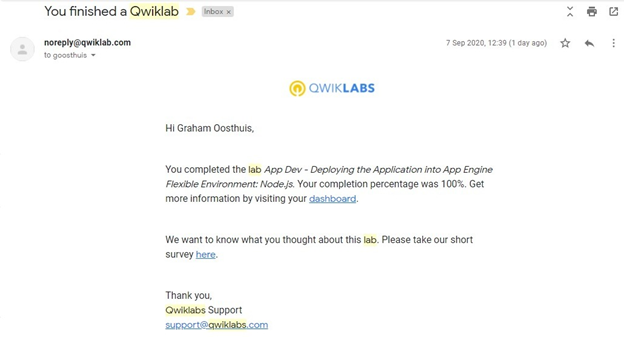 You finished a Qwiklab Inbox x
noreply@qwiklab.com 7 Sep 2020, 12:39 (1 day ago)
to goosthuis
QWIKLABS
Hi Graham Oosthuis,
You completed the lab App Dev - Deploying the Application into App Engine
Flexible Environment: Node.js. Your completion percentage was 100%. Get
more information by visiting your dashboard.
We want to know what you thought about this lab. Please take our short
survey here.
Thank you,
Qwiklabs Support
support@qwiklabs.com